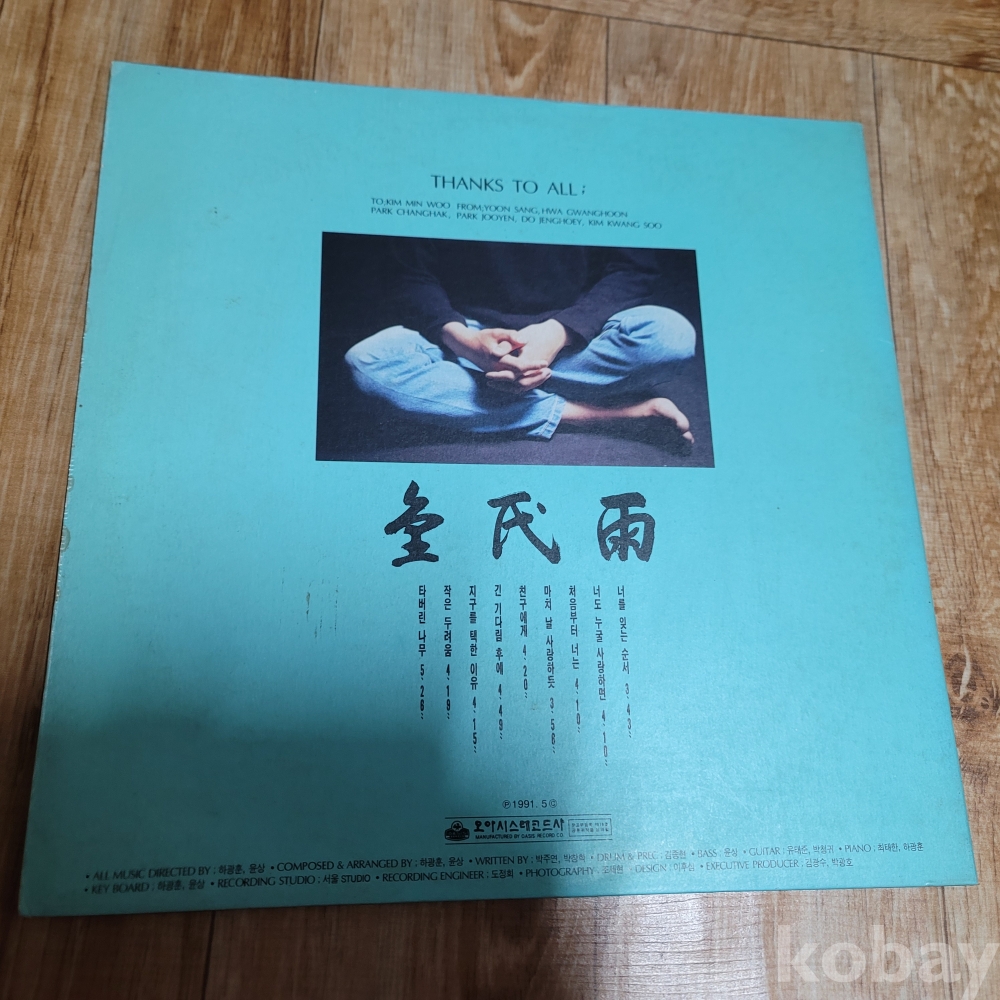 THANKS TO ALL;
TO;KIM MIN WOO FROM;YOON SANG, HWA GWANGHOON
PARK CHANGHAK, PARK JOOYEN, DO JENGHOEY, KIM KWANG SOO
金民雨
너를 잊는 순서 3:43"
너도 누굴 사랑하면 4:10"
처음부터 너는 4:10"
마치 날 사랑하듯 3:56"
친구에게 4:20"
긴 기다림 후에 4:49"
지구를 택한 이유 4:15"
작은 두려움 4:19"
타버린 나무 5:26"
Ⓟ1991. 5Ⓒ
오아시스레코드사
MANUFACTURED BY OASIS RECORD CO.
• ALL MUSIC DIRECTED BY : 하광훈, 윤상 • COMPOSED & ARRANGED BY : 하광훈, 윤상 • WRITTEN BY : 박주연, 박창학 • DRUM & PREC : 김종현 • BASS : 윤상 • GUITAR : 유태준, 박청귀 • PIANO : 최태완, 하광훈
• KEY BOARD : 하광훈, 윤상 • RECORDING STUDIO : 서울 STUDIO • RECORDING ENGINEER : 도정회 • PHOTOGRAPHY : DESIGN : • EXECUTIVE PRODUCER : 김광수, 박광호
kobay